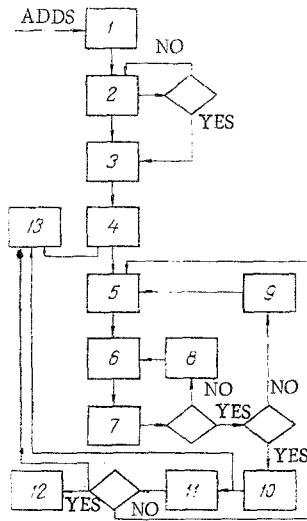 ADDS
1
NO
2
YES
3
13
4
5
9
6
8
NO
NO
7
YES
YES
12
YES
NO
11
10